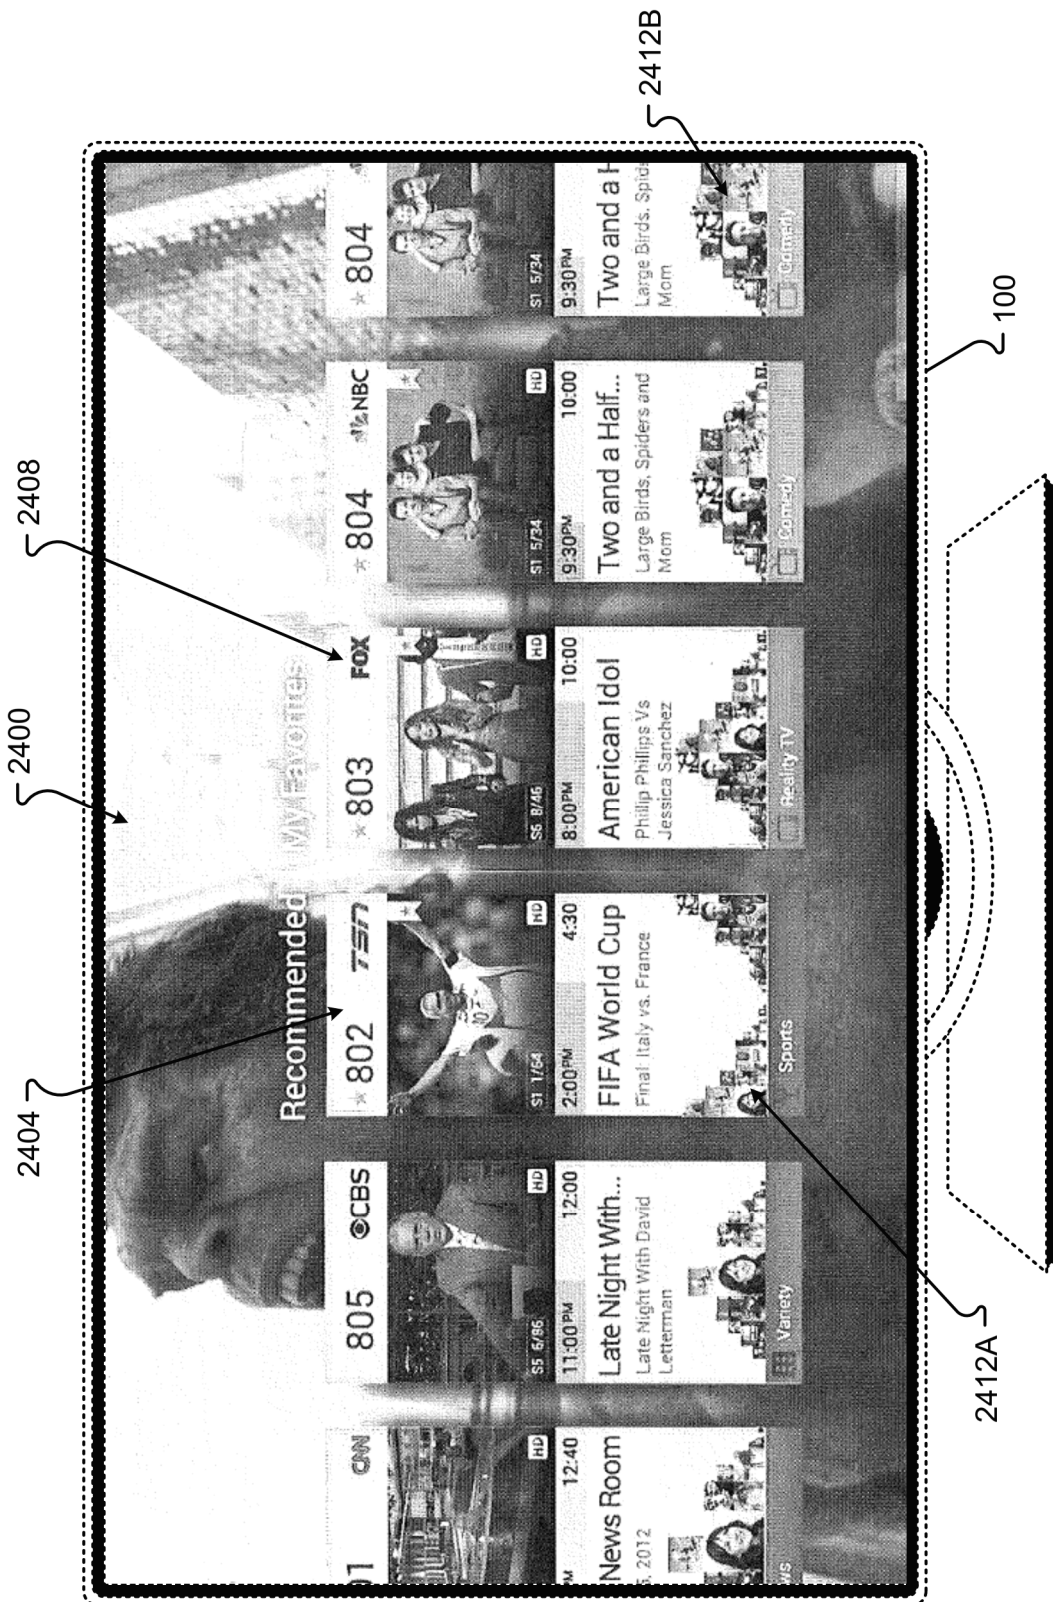 2400
2408
2404
Recommended
My Favorites
01 CNN
HD
PM 12:40
News Room
5, 2012
ws
805 CBS
S5 6/86 HD
11:00PM 12:00
Late Night With...
Late Night With David
Letterman
Variety
802 TSN
S1 1/64 HD
2:00PM 4:30
FIFA World Cup
Final: Italy vs. France
Sports
803 FOX
S6 8/46 HD
8:00PM 10:00
American Idol
Phillip Phillips Vs
Jessica Sanchez
Reality TV
804 NBC
S1 5/34 HD
9:30PM 10:00
Two and a Half...
Large Birds, Spiders and
Mom
Comedy
804
S1 5/34
9:30PM
Two and a H
Large Birds, Spid
Mom
Comedy
2412A
2412B
100